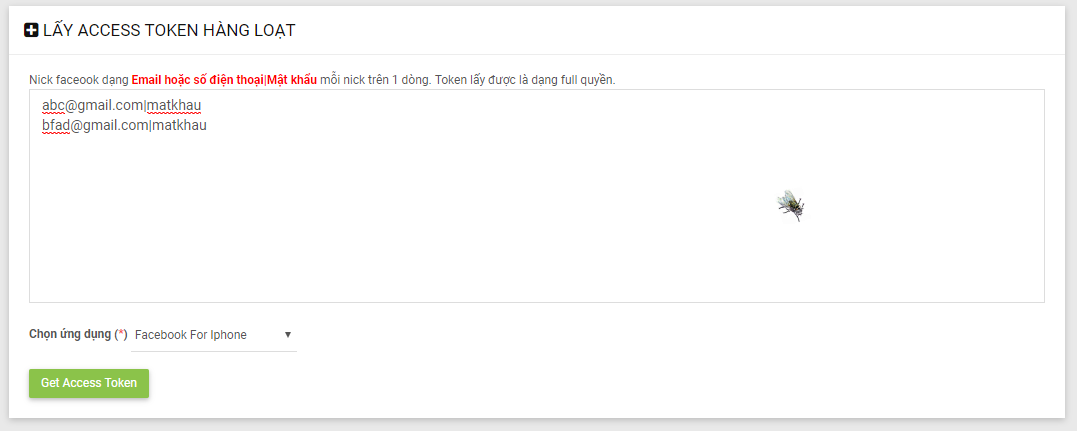 LẤY ACCESS TOKEN HÀNG LOẠT
Nick faceook dạng Email hoặc số điện thoại|Mật khẩu mỗi nick trên 1 dòng. Token lấy được là dạng full quyền.
abc@gmail.com|matkhau
bfad@gmail.com|matkhau
Chọn ứng dụng (*) Facebook For Iphone
Get Access Token